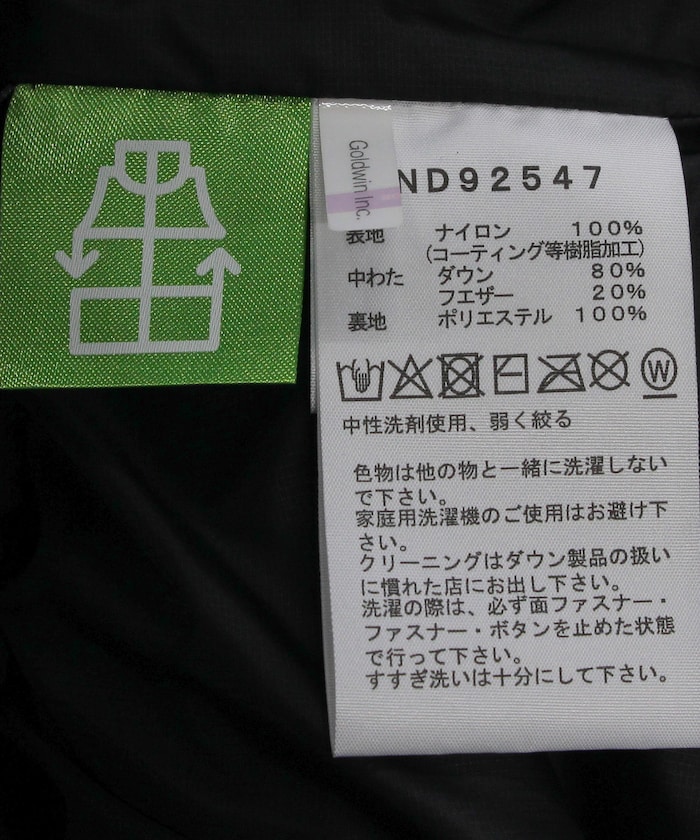 Goldwin Inc.
ND92547
表地 ナイロン 100%
(コーティング等樹脂加工)
中わた ダウン 80%
フエザー 20%
裏地 ポリエステル 100%
W
中性洗剤使用、弱く絞る
色物は他の物と一緒に洗濯しない
で下さい。
家庭用洗濯機のご使用はお避け下
さい。
クリーニングはダウン製品の扱い
に慣れた店にお出し下さい。
洗濯の際は、必ず面ファスナー・
ファスナー・ボタンを止めた状態
で行って下さい。
すすぎ洗いは十分にして下さい。